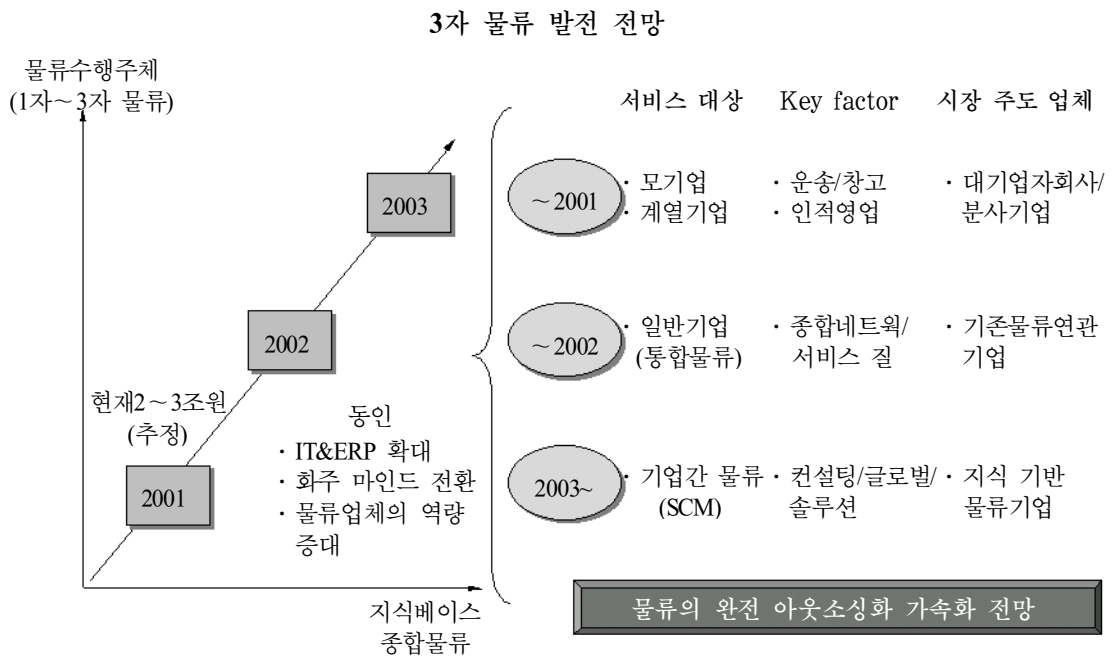 3자 물류 발전 전망
물류수행주체
(1자～3자 물류)
2003
2002
현재2～3조원
(추정)
2001
동인
· IT&ERP 확대
· 화주 마인드 전환
· 물류업체의 역량
증대
지식베이스
종합물류
서비스 대상 Key factor 시장 주도 업체
～2001
· 모기업
· 계열기업
· 운송/창고
· 인적영업
· 대기업자회사/
분사기업
～2002
· 일반기업
(통합물류)
· 종합네트웍/
서비스 질
· 기존물류연관
기업
2003~
· 기업간 물류
(SCM)
· 컨설팅/글로벌/
솔루션
· 지식 기반
물류기업
물류의 완전 아웃소싱화 가속화 전망